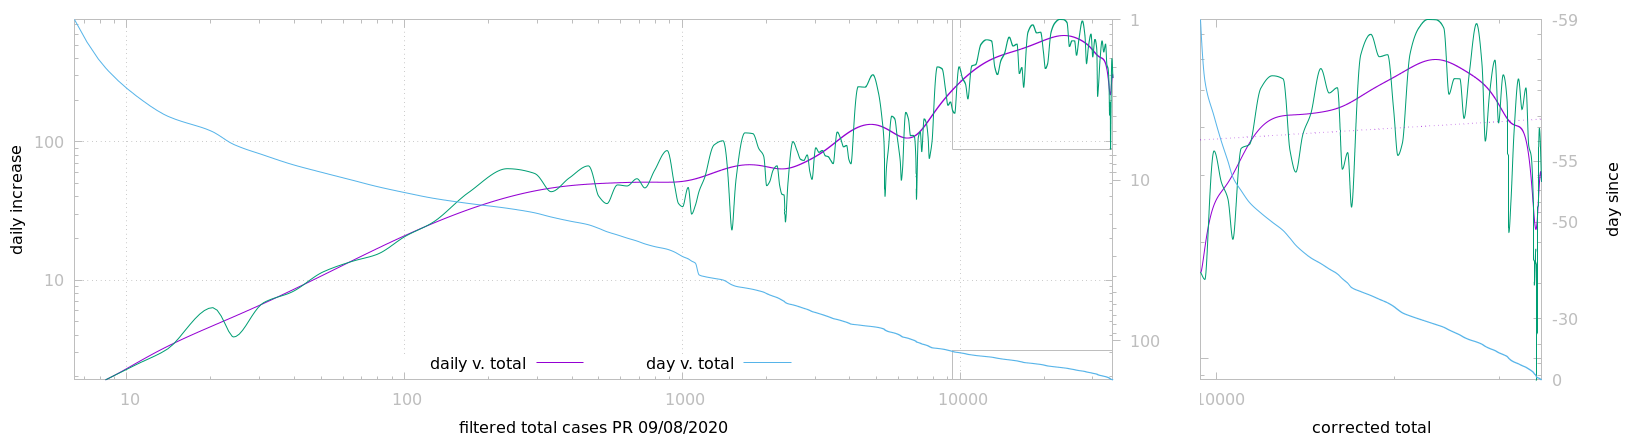 1
-59
100
-55
10
-50
daily increase
day since
10
-30
100
daily v. total
day v. total
0
10
100
1000
10000
10000
filtered total cases PR 09/08/2020
corrected total